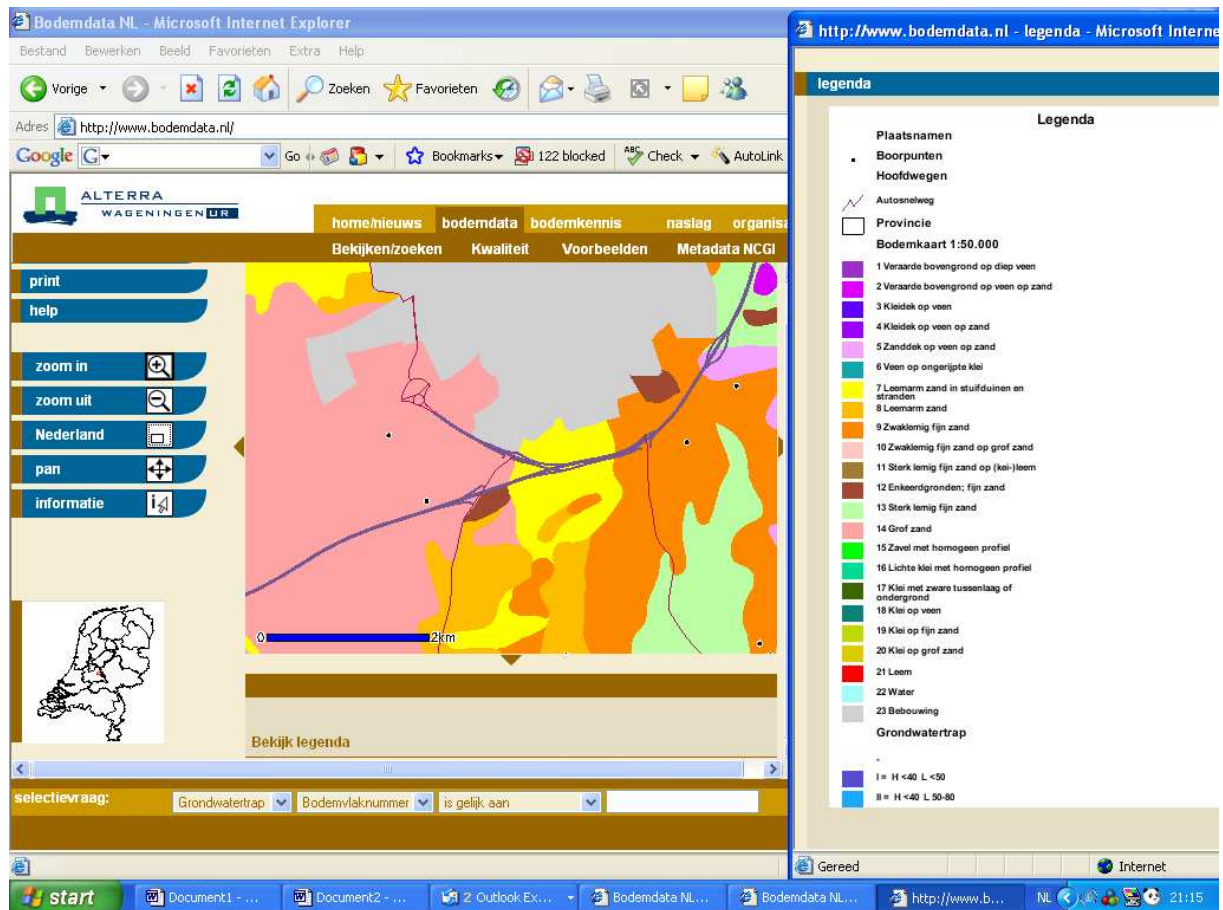 Bodemdata NL - Microsoft Internet Explorer
Bestand Bewerken Beeld Favorieten Extra Help
Vorige Zoeken Favorieten
Adres http://www.bodemdata.nl/
Google G Go Bookmarks 122 blocked ABC Check AutoLink
ALTERRA
WAGENINGEN UR
home/nieuws bodemdata bodemkennis naslag organisa
Bekijken/zoeken Kwaliteit Voorbeelden Metadata NCGI
print
help
zoom in
zoom uit
Nederland
pan
informatie
0 2km
Bekijk legenda
selectievraag: Grondwatertrap Bodemvlaknummer is gelijk aan
http://www.bodemdata.nl - legenda - Microsoft Interne
legenda
Legenda
Plaatsnamen
Boorpunten
Hoofdwegen
Autosnelweg
Provincie
Bodemkaart 1:50.000
1 Veraarde bovengrond op diep veen
2 Veraarde bovengrond op veen op zand
3 Kleidek op veen
4 Kleidek op veen op zand
5 Zanddek op veen op zand
6 Veen op ongerijpte klei
7 Leemarm zand in stuifduinen en
stranden
8 Leemarm zand
9 Zwaklemig fijn zand
10 Zwaklemig fijn zand op grof zand
11 Sterk lemig fijn zand op (kei-)leem
12 Enkeerdgronden; fijn zand
13 Sterk lemig fijn zand
14 Grof zand
15 Zavel met homogeen profiel
16 Lichte klei met homogeen profiel
17 Klei met zware tussenlaag of
ondergrond
18 Klei op veen
19 Klei op fijn zand
20 Klei op grof zand
21 Leem
22 Water
23 Bebouwing
Grondwatertrap
-
I = H <40 L <50
II = H <40 L 50-80
Gereed Internet
start Document1 - ... Document2 - ... 2 Outlook Ex... Bodemdata NL... Bodemdata NL... http://www.b... NL 21:15